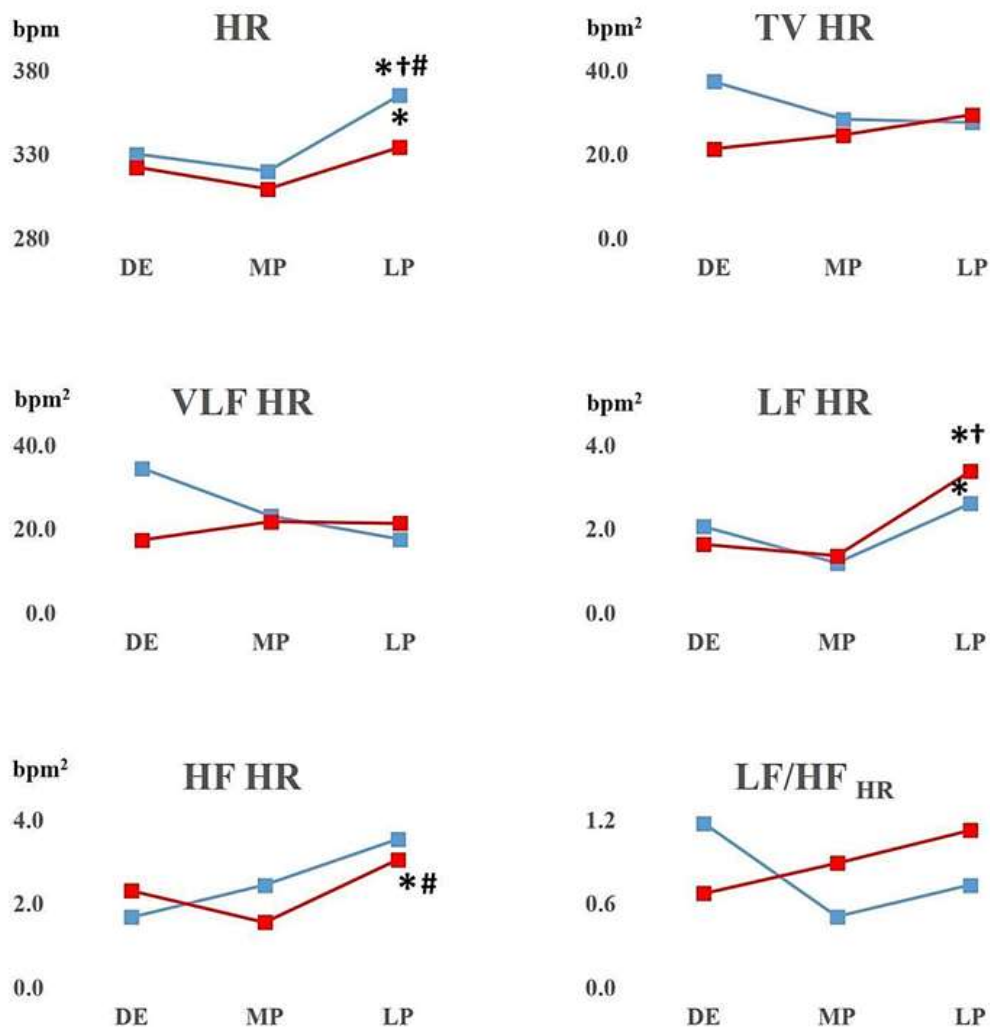 bpm
HR
380
*†#
*
330
280
DE MP LP
bpm²
TV HR
40.0
20.0
0.0
DE MP LP
bpm²
VLF HR
40.0
20.0
0.0
DE MP LP
bpm²
LF HR
4.0
*†
*
2.0
0.0
DE MP LP
bpm²
HF HR
4.0
2.0
*#
0.0
DE MP LP
LF/HF HR
1.2
0.6
0.0
DE MP LP